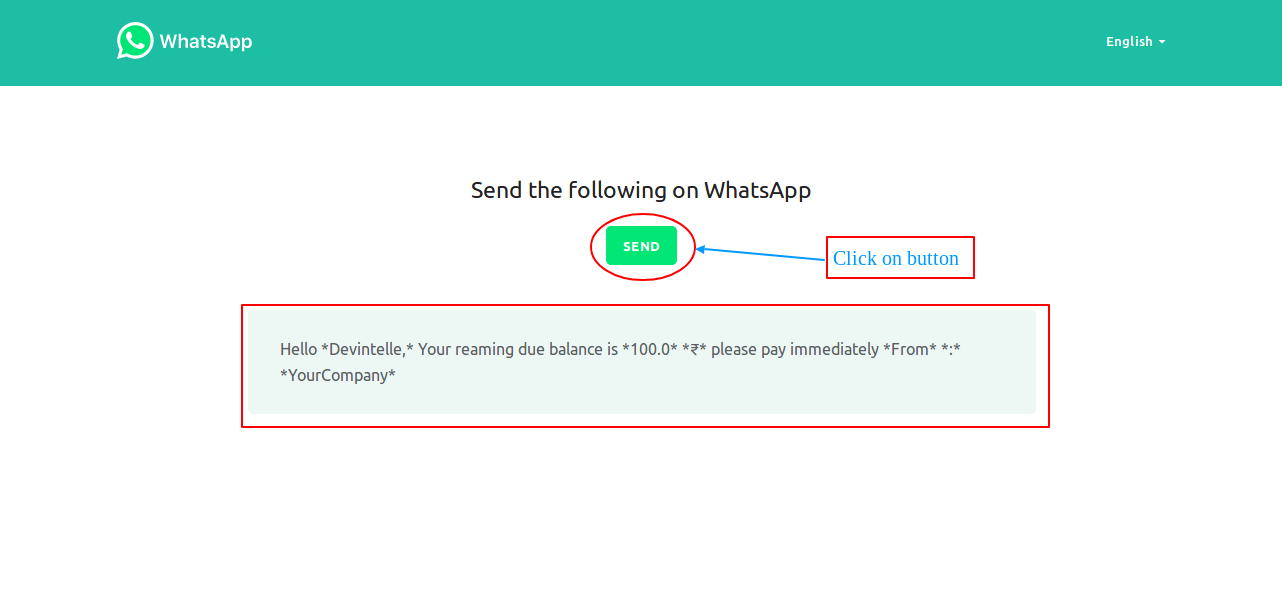 WhatsApp
English
Send the following on WhatsApp
SEND
Click on button
Hello *Devintelle,* Your reaming due balance is *100.0* *₹* please pay immediately *From* *:*
*YourCompany*